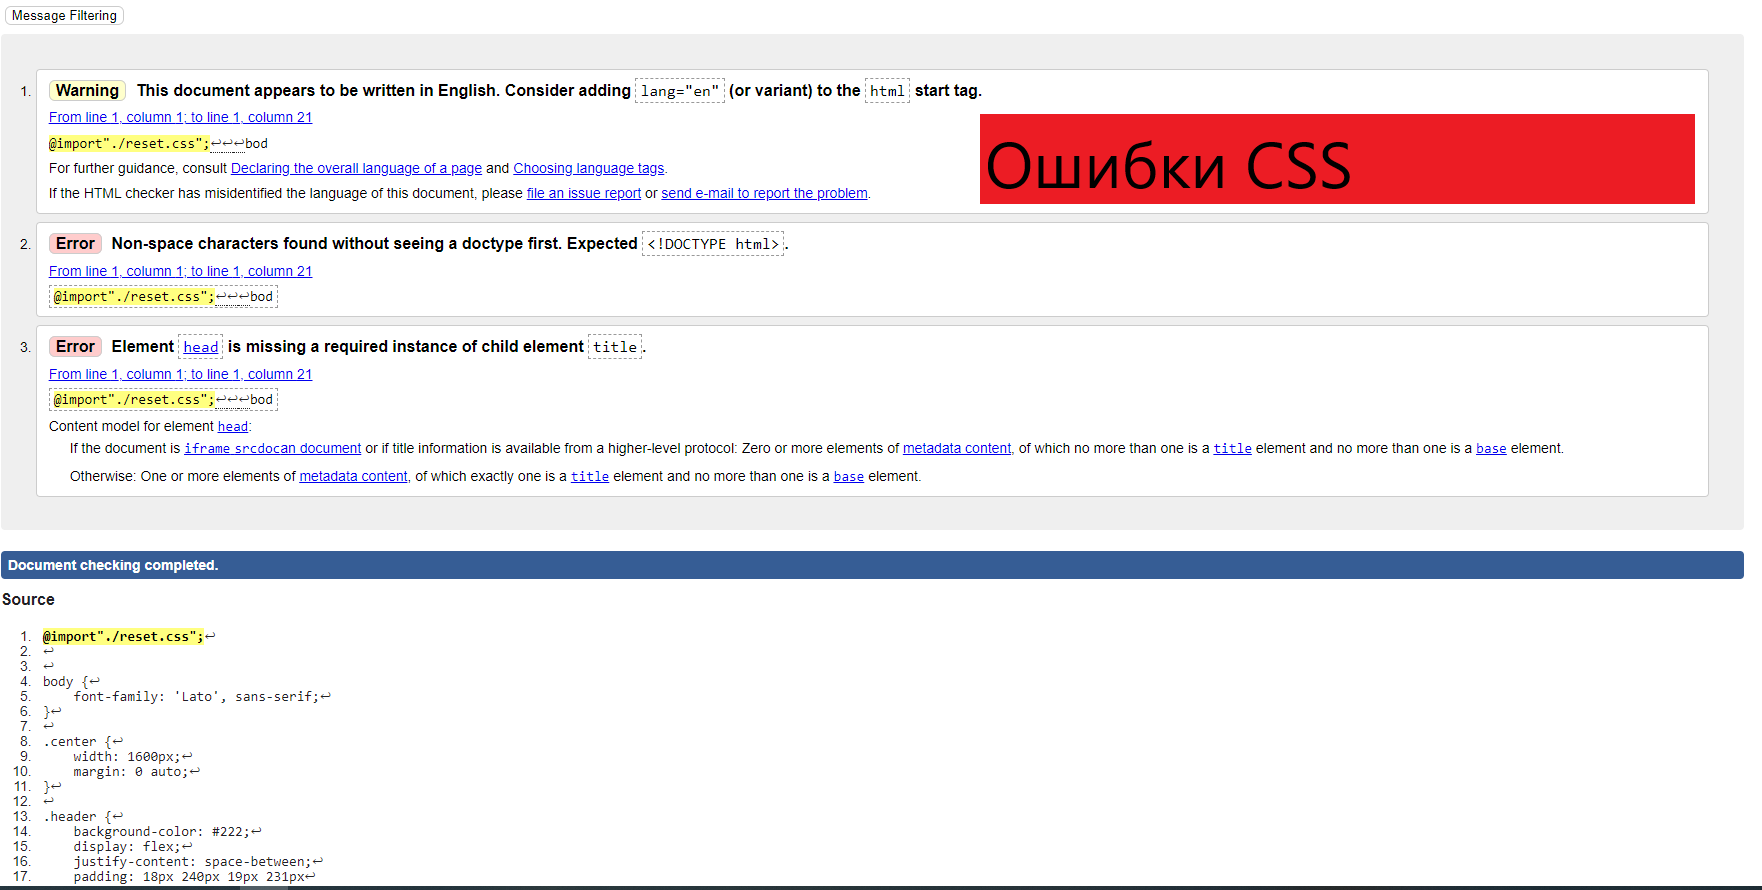 Message Filtering
1. Warning This document appears to be written in English. Consider adding lang="en" (or variant) to the html start tag.
From line 1, column 1; to line 1, column 21
@import"./reset.css";↩↩↩bod
For further guidance, consult Declaring the overall language of a page and Choosing language tags.
If the HTML checker has misidentified the language of this document, please file an issue report or send e-mail to report the problem.
Ошибки CSS
2. Error Non-space characters found without seeing a doctype first. Expected <!DOCTYPE html>.
From line 1, column 1; to line 1, column 21
@import"./reset.css";↩↩↩bod
3. Error Element head is missing a required instance of child element title.
From line 1, column 1; to line 1, column 21
@import"./reset.css";↩↩↩bod
Content model for element head:
If the document is iframe srcdocan document or if title information is available from a higher-level protocol: Zero or more elements of metadata content, of which no more than one is a title element and no more than one is a base element.
Otherwise: One or more elements of metadata content, of which exactly one is a title element and no more than one is a base element.
Document checking completed.
Source
1. @import"./reset.css";↩
2. ↩
3. ↩
4. body {↩
5. font-family: 'Lato', sans-serif;↩
6. }↩
7. ↩
8. .center {↩
9. width: 1600px;↩
10. margin: 0 auto;↩
11. }↩
12. ↩
13. .header {↩
14. background-color: #222;↩
15. display: flex;↩
16. justify-content: space-between;↩
17. padding: 18px 240px 19px 231px↩